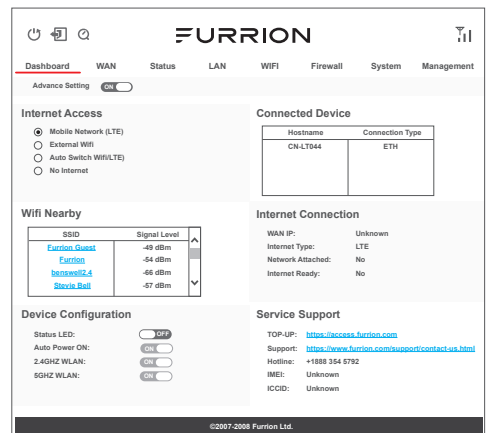 FURRION
Dashboard WAN Status LAN WIFI Firewall System Management
Advance Setting ON
Internet Access
Mobile Network (LTE)
External Wifi
Auto Switch Wifi/LTE)
No Internet
Connected Device
Hostname Connection Type
CN-LT044 ETH
Wifi Nearby
SSID Signal Level
Furrion Guest -49 dBm
Furrion -54 dBm
benswell2.4 -66 dBm
Stevie Bell -57 dBm
Internet Connection
WAN IP: Unknown
Internet Type: LTE
Network Attached: No
Internet Ready: No
Device Configuration
Status LED: OFF
Auto Power ON: ON
2.4GHZ WLAN: ON
5GHZ WLAN: ON
Service Support
TOP-UP: https://access.furrion.com
Support: https://www.furrion.com/support/contact-us.html
Hotline: +1888 354 5792
IMEI: Unknown
ICCID: Unknown
©2007-2008 Furrion Ltd.